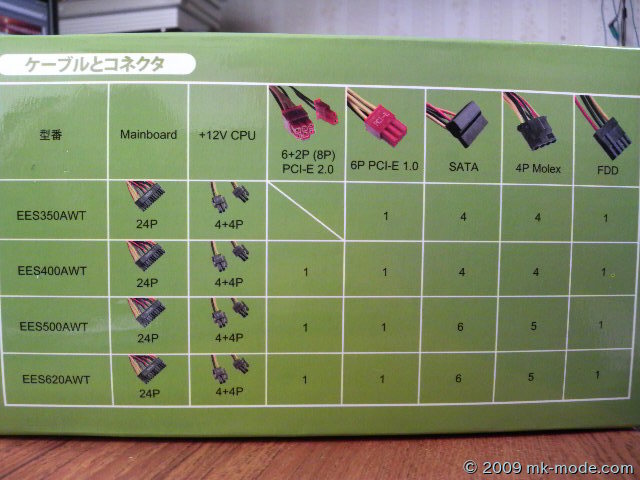 ケーブルとコネクタ
型番 Mainboard +12V CPU 6+2P (8P) PCI-E 2.0 6P PCI-E 1.0 SATA 4P Molex FDD
EES350AWT 24P 4+4P 1 4 4 1
EES400AWT 24P 4+4P 1 1 4 4 1
EES500AWT 24P 4+4P 1 1 6 5 1
EES620AWT 24P 4+4P 1 1 6 5 1
© 2009 mk-mode.com